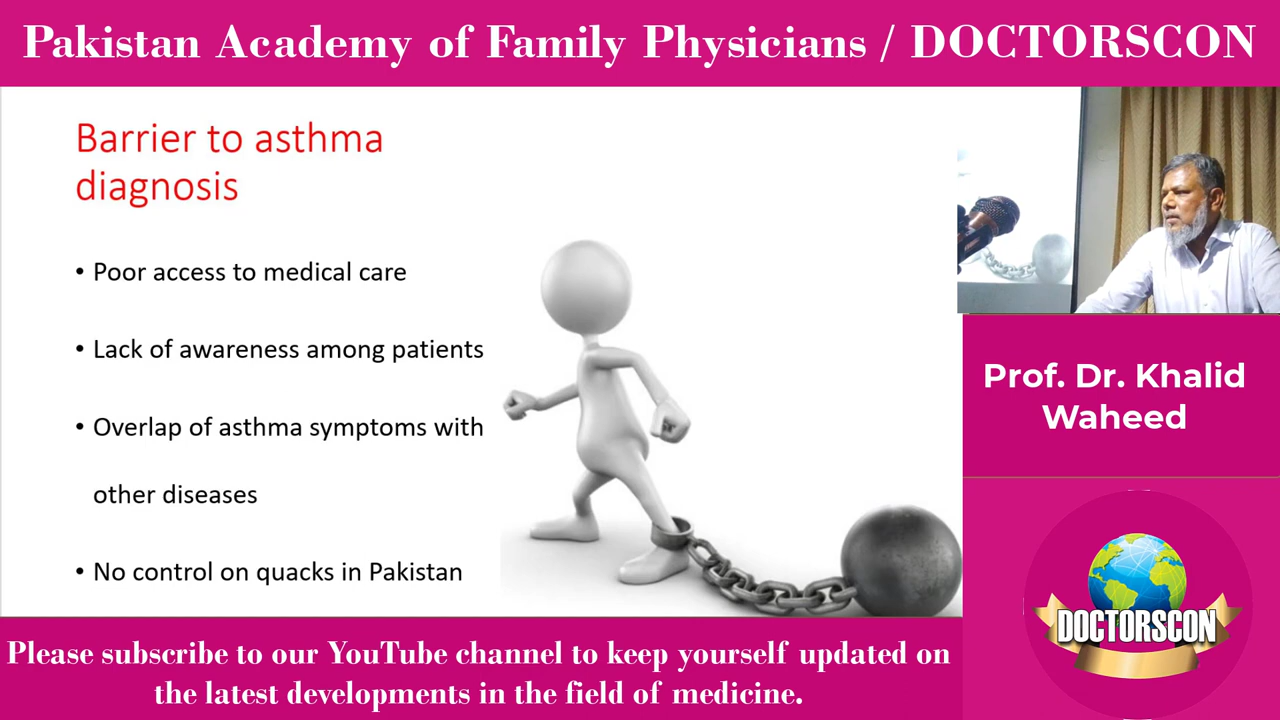 Pakistan Academy of Family Physicians / DOCTORSCON
Barrier to asthma
diagnosis
• Poor access to medical care
• Lack of awareness among patients
• Overlap of asthma symptoms with
other diseases
• No control on quacks in Pakistan
Prof. Dr. Khalid
Waheed
DOCTORSCON
Please subscribe to our YouTube channel to keep yourself updated on
the latest developments in the field of medicine.